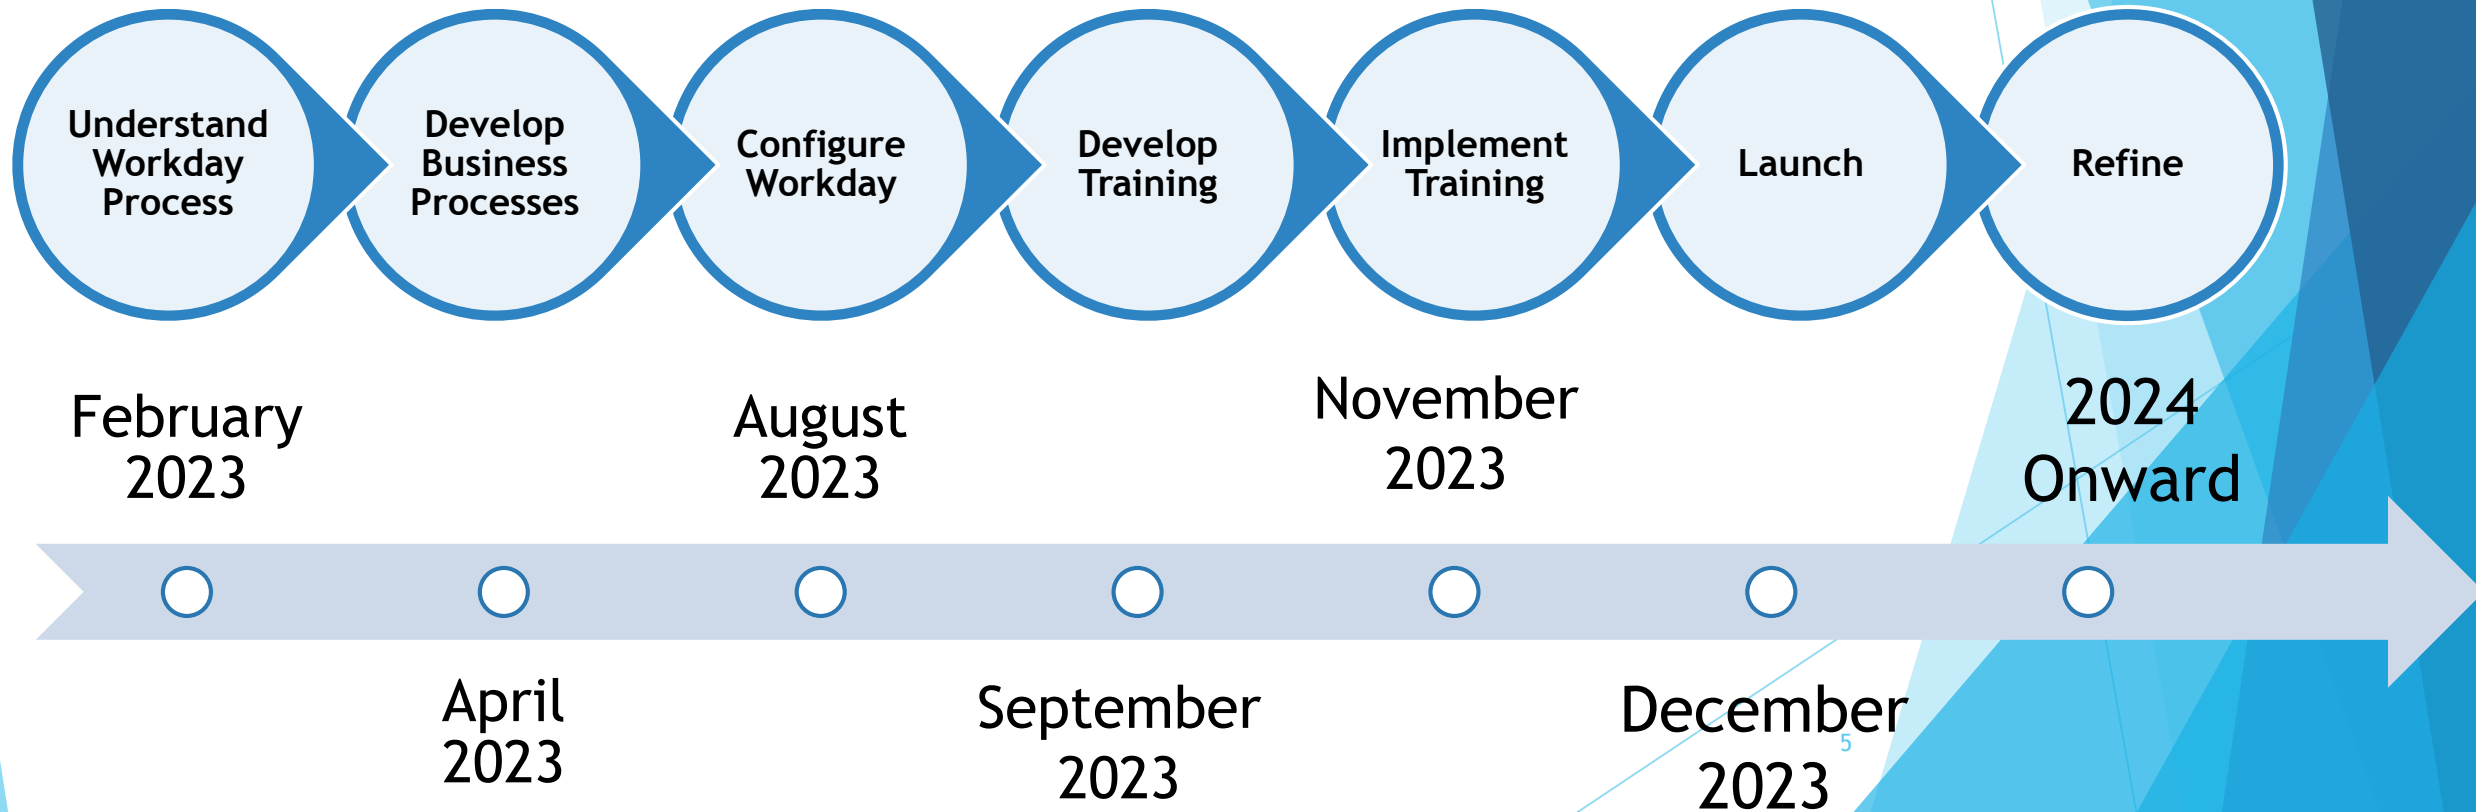 Understand
Workday
Process
Develop
Business
Processes
Configure
Workday
Develop
Training
Implement
Training
Launch
Refine
February
2023
August
2023
November
2023
2024
Onward
April
2023
September
2023
December
2023
5